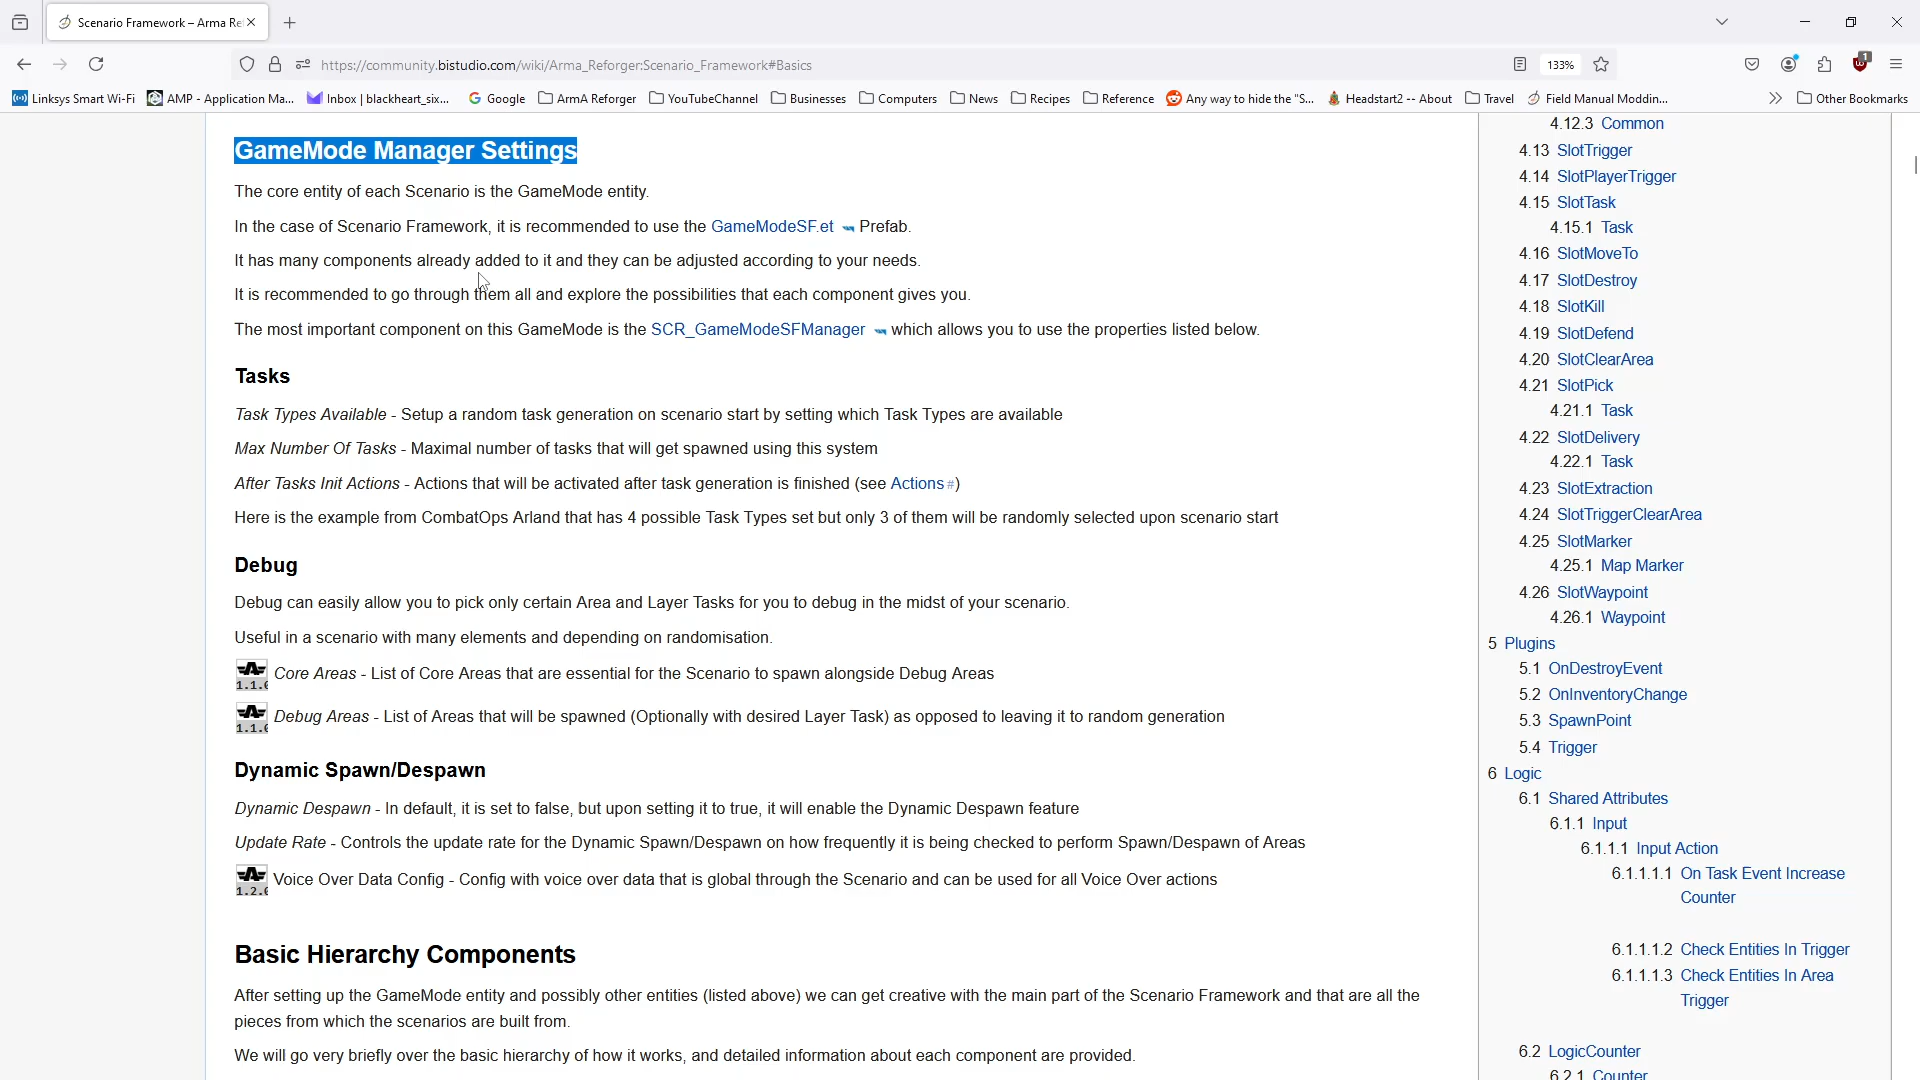 Scenario Framework – Arma Re
https://community.bistudio.com/wiki/Arma_Reforger:Scenario_Framework#Basics
133%
1
Linksys Smart Wi-Fi
AMP - Application Ma...
Inbox | blackheart_six...
Google
ArmA Reforger
YouTubeChannel
Businesses
Computers
News
Recipes
Reference
Any way to hide the "S...
Headstart2 -- About
Travel
Field Manual Moddin...
Other Bookmarks
GameMode Manager Settings
The core entity of each Scenario is the GameMode entity.
In the case of Scenario Framework, it is recommended to use the GameModeSF.et Prefab.
It has many components already added to it and they can be adjusted according to your needs.
It is recommended to go through them all and explore the possibilities that each component gives you.
The most important component on this GameMode is the SCR_GameModeSFManager which allows you to use the properties listed below.
Tasks
Task Types Available - Setup a random task generation on scenario start by setting which Task Types are available
Max Number Of Tasks - Maximal number of tasks that will get spawned using this system
After Tasks Init Actions - Actions that will be activated after task generation is finished (see Actions #)
Here is the example from CombatOps Arland that has 4 possible Task Types set but only 3 of them will be randomly selected upon scenario start
Debug
Debug can easily allow you to pick only certain Area and Layer Tasks for you to debug in the midst of your scenario.
Useful in a scenario with many elements and depending on randomisation.
1.1.0 Core Areas - List of Core Areas that are essential for the Scenario to spawn alongside Debug Areas
1.1.0 Debug Areas - List of Areas that will be spawned (Optionally with desired Layer Task) as opposed to leaving it to random generation
Dynamic Spawn/Despawn
Dynamic Despawn - In default, it is set to false, but upon setting it to true, it will enable the Dynamic Despawn feature
Update Rate - Controls the update rate for the Dynamic Spawn/Despawn on how frequently it is being checked to perform Spawn/Despawn of Areas
1.2.0 Voice Over Data Config - Config with voice over data that is global through the Scenario and can be used for all Voice Over actions
Basic Hierarchy Components
After setting up the GameMode entity and possibly other entities (listed above) we can get creative with the main part of the Scenario Framework and that are all the
pieces from which the scenarios are built from.
We will go very briefly over the basic hierarchy of how it works, and detailed information about each component are provided.
4.12.3 Common
4.13 SlotTrigger
4.14 SlotPlayerTrigger
4.15 SlotTask
4.15.1 Task
4.16 SlotMoveTo
4.17 SlotDestroy
4.18 SlotKill
4.19 SlotDefend
4.20 SlotClearArea
4.21 SlotPick
4.21.1 Task
4.22 SlotDelivery
4.22.1 Task
4.23 SlotExtraction
4.24 SlotTriggerClearArea
4.25 SlotMarker
4.25.1 Map Marker
4.26 SlotWaypoint
4.26.1 Waypoint
5 Plugins
5.1 OnDestroyEvent
5.2 OnInventoryChange
5.3 SpawnPoint
5.4 Trigger
6 Logic
6.1 Shared Attributes
6.1.1 Input
6.1.1.1 Input Action
6.1.1.1.1 On Task Event Increase
Counter
6.1.1.1.2 Check Entities In Trigger
6.1.1.1.3 Check Entities In Area
Trigger
6.2 LogicCounter
6.2.1 Counter